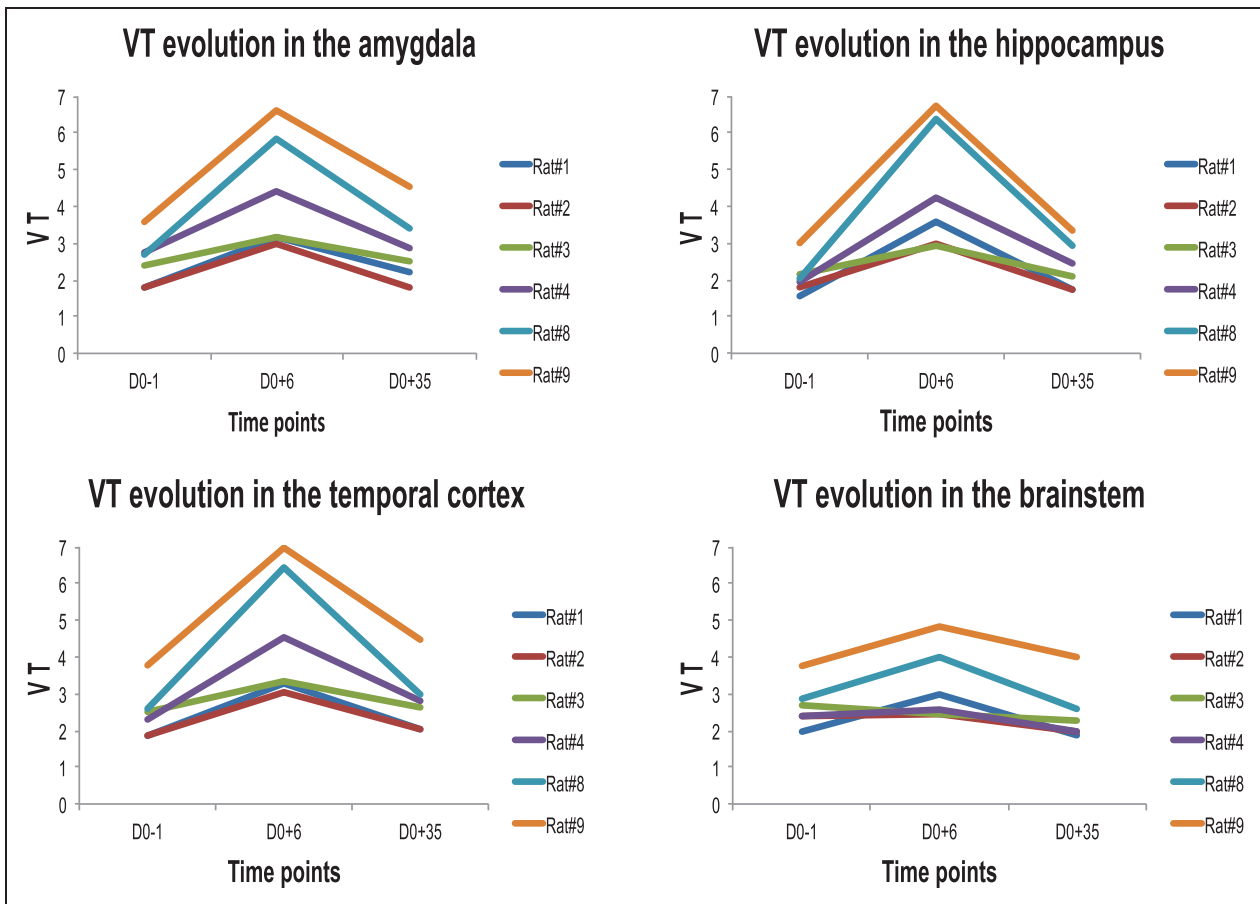 VT evolution in the amygdala
7
6
5
4
3
2
1
0
V T
D0-1 D0+6 D0+35
Time points
Rat#1
Rat#2
Rat#3
Rat#4
Rat#8
Rat#9
VT evolution in the hippocampus
7
6
5
4
3
2
1
0
V T
D0-1 D0+6 D0+35
Time points
Rat#1
Rat#2
Rat#3
Rat#4
Rat#8
Rat#9
VT evolution in the temporal cortex
7
6
5
4
3
2
1
0
V T
D0-1 D0+6 D0+35
Time points
Rat#1
Rat#2
Rat#3
Rat#4
Rat#8
Rat#9
VT evolution in the brainstem
7
6
5
4
3
2
1
0
V T
D0-1 D0+6 D0+35
Time points
Rat#1
Rat#2
Rat#3
Rat#4
Rat#8
Rat#9